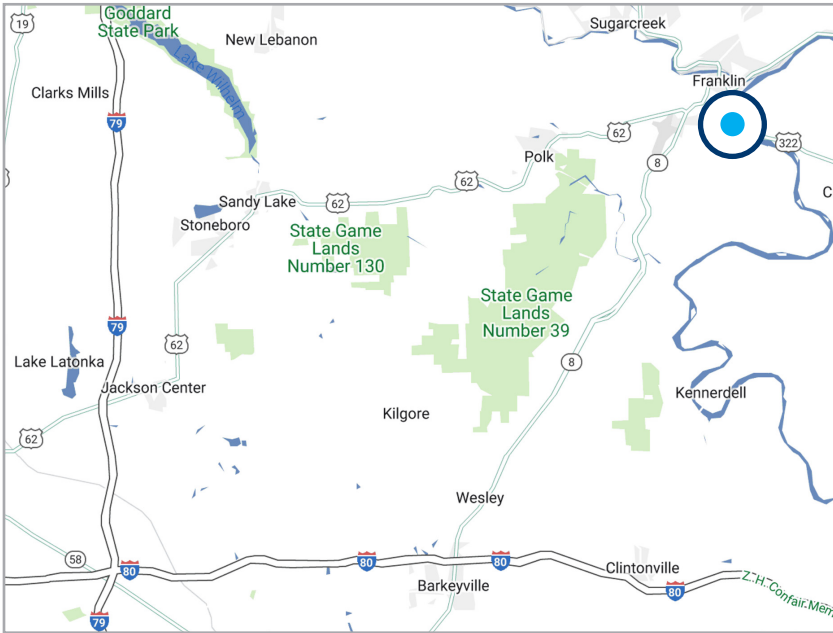 Goddard
State Park
19
New Lebanon
Sugarcreek
Lake Wilhelm
Clarks Mills
79
Franklin
62
322
Polk
8
62
Sandy Lake
62
Stoneboro
State Game
Lands
Number 130
C
State Game
Lands
Number 39
79
62
Lake Latonka
8
Jackson Center
Kennerdell
Kilgore
62
Wesley
58
80
80
80
Clintonville
Barkeyville
80
Z.H. Confair Mem
79